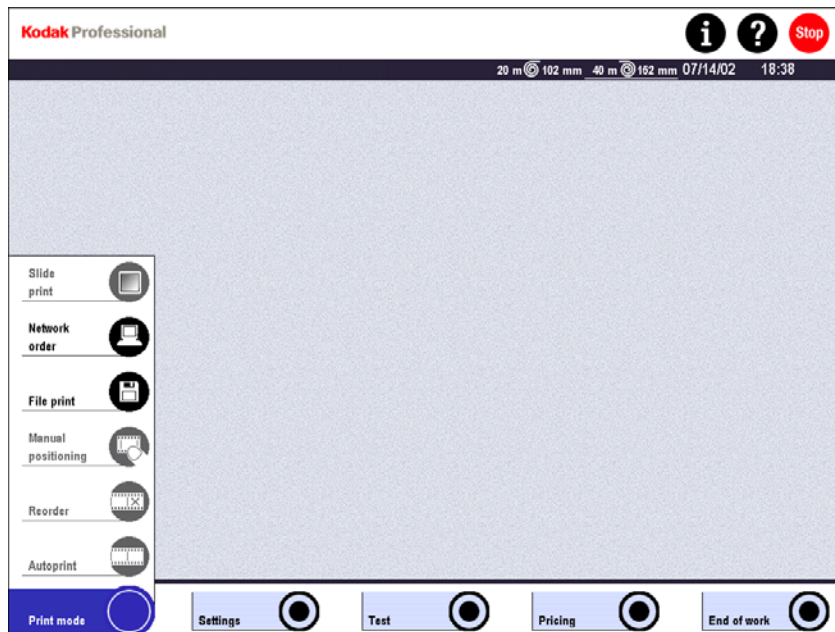 Kodak Professional
i ? Stop
20 m 102 mm 40 m 152 mm 07/14/02 18:38
Slide
print
Network
order
File print
Manual
positioning
Reorder
Autoprint
Print mode Settings Test Pricing End of work